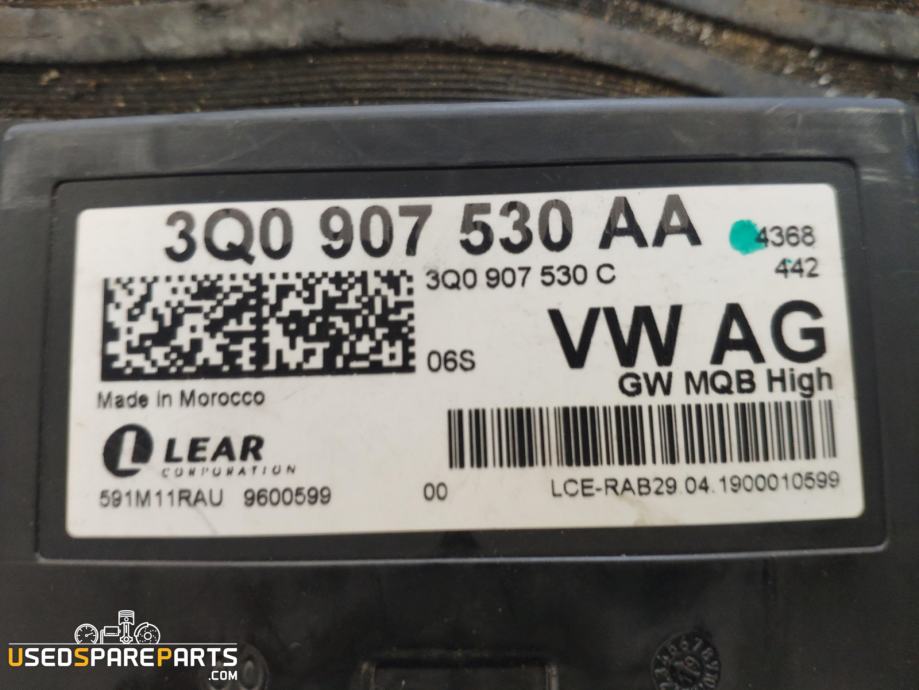 3Q0 907 530 AA
4368
442
3Q0 907 530 C
VW AG
06S
GW MQB High
Made in Morocco
LEAR
CORPORATION
591M11RAU 9600599
00
LCE-RAB29.04.1900010599
USEDSPAREPARTS.COM